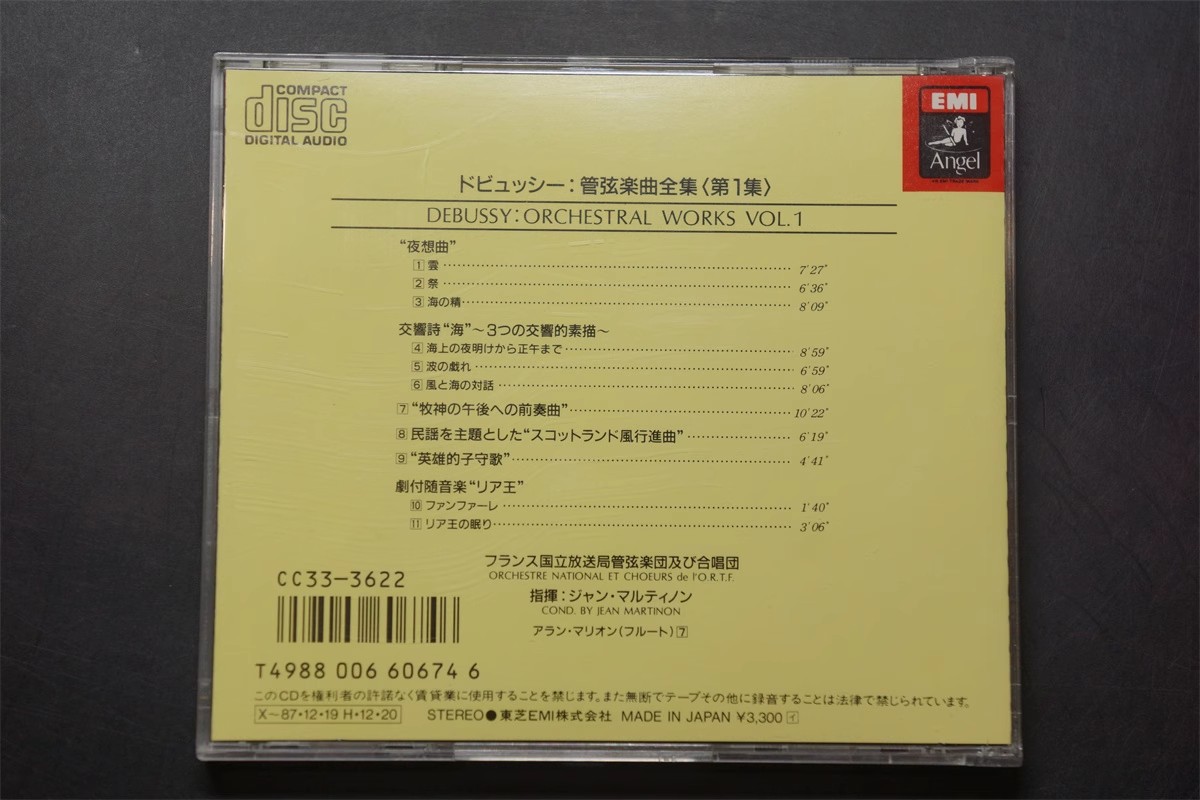 COMPACT
disc
DIGITAL AUDIO
EMI
Angel
ドビュッシー：管弦楽曲全集〈第1集〉
DEBUSSY：ORCHESTRAL WORKS VOL.1
“夜想曲”
1 雲 7′27″
2 祭 6′36″
3 海の精 8′09″
交響詩“海”～3つの交響的素描～
4 海上の夜明けから正午まで 8′59″
5 波の戯れ 6′59″
6 風と海の対話 8′06″
7 “牧神の午後への前奏曲” 10′22″
8 民謡を主題とした“スコットランド風行進曲” 6′19″
9 “英雄的子守歌” 4′41″
劇付随音楽“リア王”
10 ファンファーレ 1′40″
11 リア王の眠り 3′06″
フランス国立放送局管弦楽団及び合唱団
ORCHESTRE NATIONAL ET CHOEURS de l'O.R.T.F.
指揮：ジャン・マルティノン
COND. BY JEAN MARTINON
アラン・マリオン（フルート）7
CC33-3622
T4988 006 60674 6
このCDを権利者の許諾なく賃貸業に使用することを禁じます。また無断でテープその他に録音することは法律で禁じられています。
X～87・12・19 H・12・20 STEREO●東芝EMI株式会社 MADE IN JAPAN ¥3,300 イ